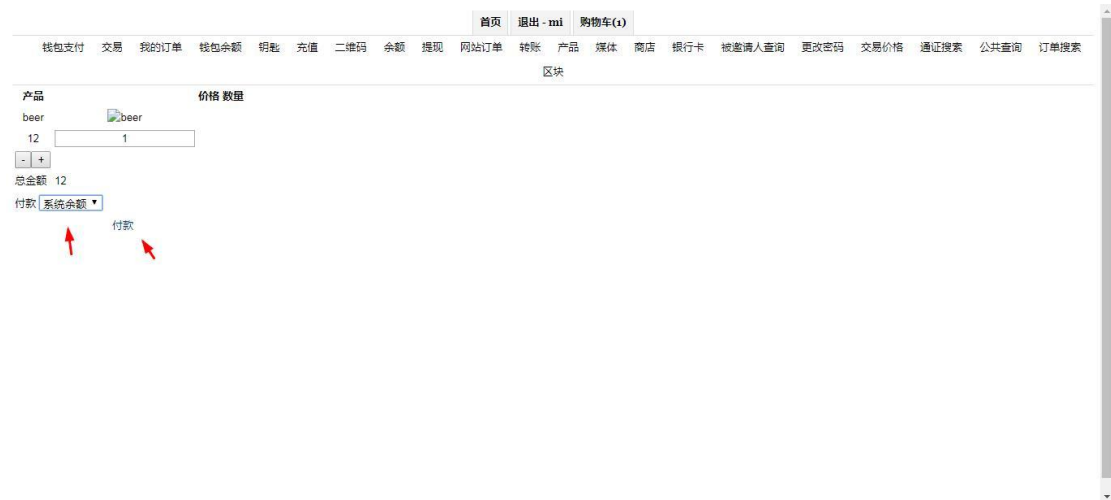 首页 退出 - mi 购物车(1)
钱包支付 交易 我的订单 钱包余额 钥匙 充值 二维码 余额 提现 网站订单 转账 产品 媒体 商店 银行卡 被邀请人查询 更改密码 交易价格 通证搜索 公共查询 订单搜索
区块
产品 价格 数量
beer beer
12 1
- +
总金额 12
付款 系统余额
付款